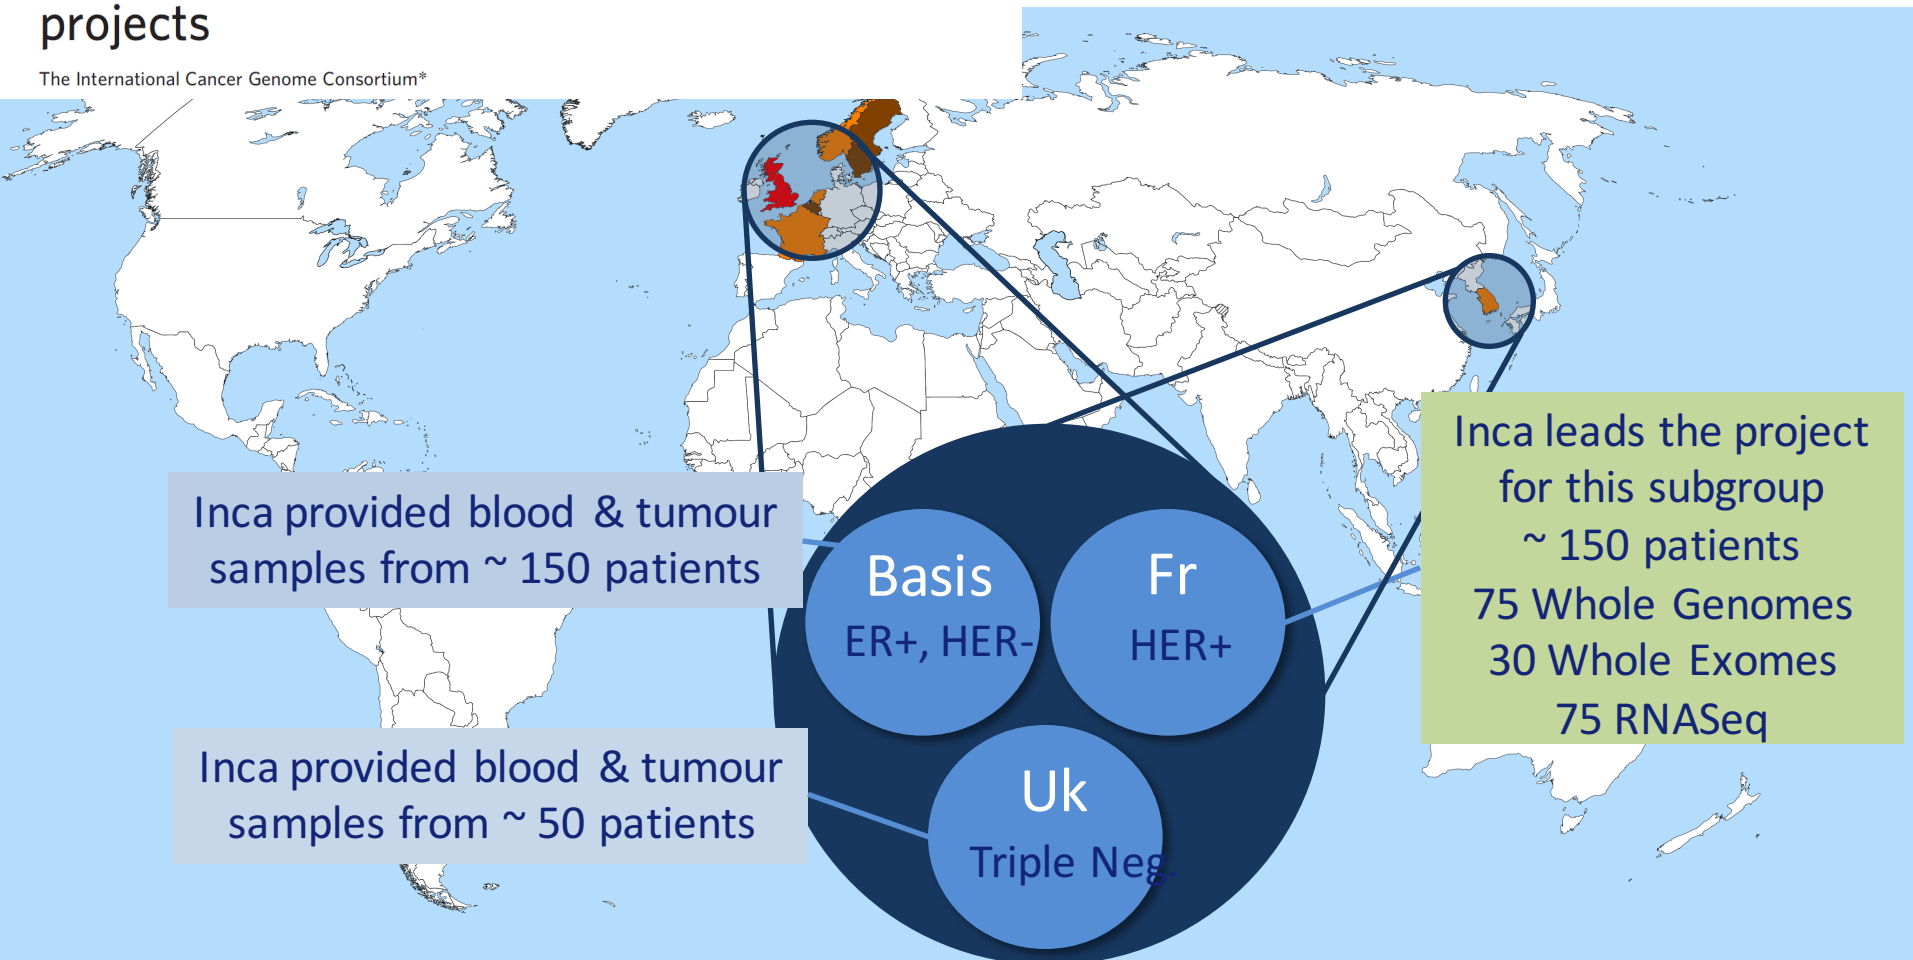 projects
The International Cancer Genome Consortium*
Inca provided blood & tumour
samples from ~ 150 patients
Basis
ER+, HER-
Fr
HER+
Inca leads the project
for this subgroup
~ 150 patients
75 Whole Genomes
30 Whole Exomes
75 RNASeq
Inca provided blood & tumour
samples from ~ 50 patients
Uk
Triple Neg.